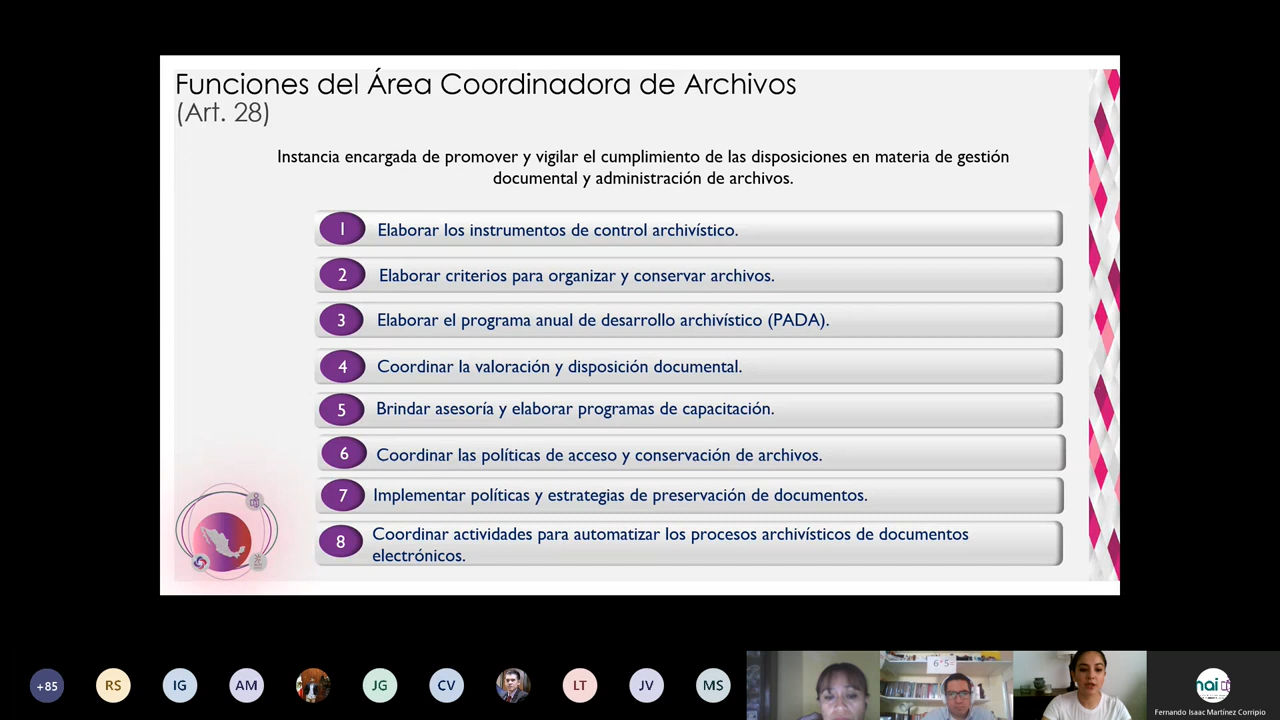 Funciones del Área Coordinadora de Archivos
(Art. 28)
Instancia encargada de promover y vigilar el cumplimiento de las disposiciones en materia de gestión
documental y administración de archivos.
1 Elaborar los instrumentos de control archivístico.
2 Elaborar criterios para organizar y conservar archivos.
3 Elaborar el programa anual de desarrollo archivístico (PADA).
4 Coordinar la valoración y disposición documental.
5 Brindar asesoría y elaborar programas de capacitación.
6 Coordinar las políticas de acceso y conservación de archivos.
7 Implementar políticas y estrategias de preservación de documentos.
8 Coordinar actividades para automatizar los procesos archivísticos de documentos
electrónicos.
+85 RS IG AM JG CV LT JV MS
nai
Fernando Isaac Martínez Corripio